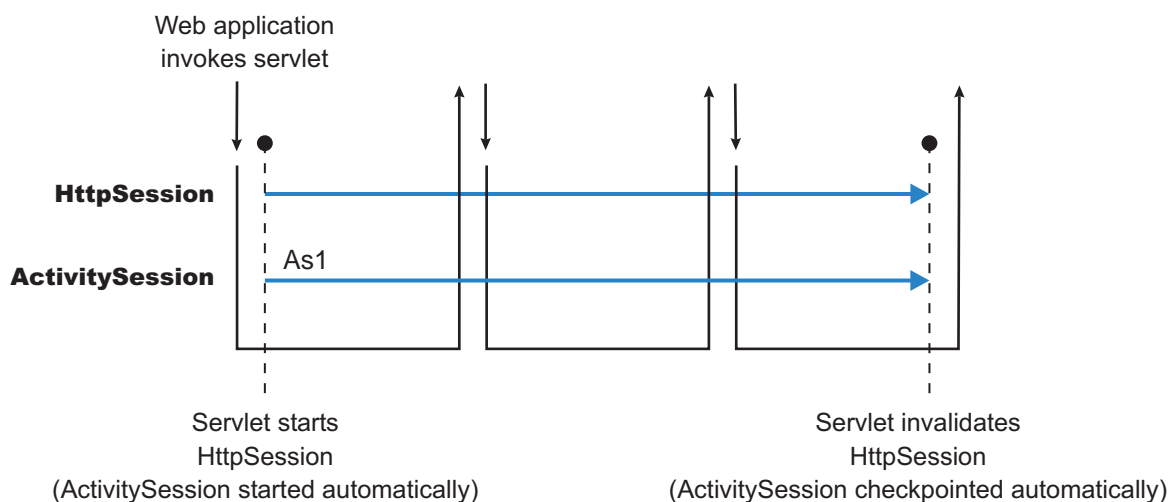 Web application
invokes servlet
HttpSession
As1
ActivitySession
Servlet starts
HttpSession
(ActivitySession started automatically)
Servlet invalidates
HttpSession
(ActivitySession checkpointed automatically)